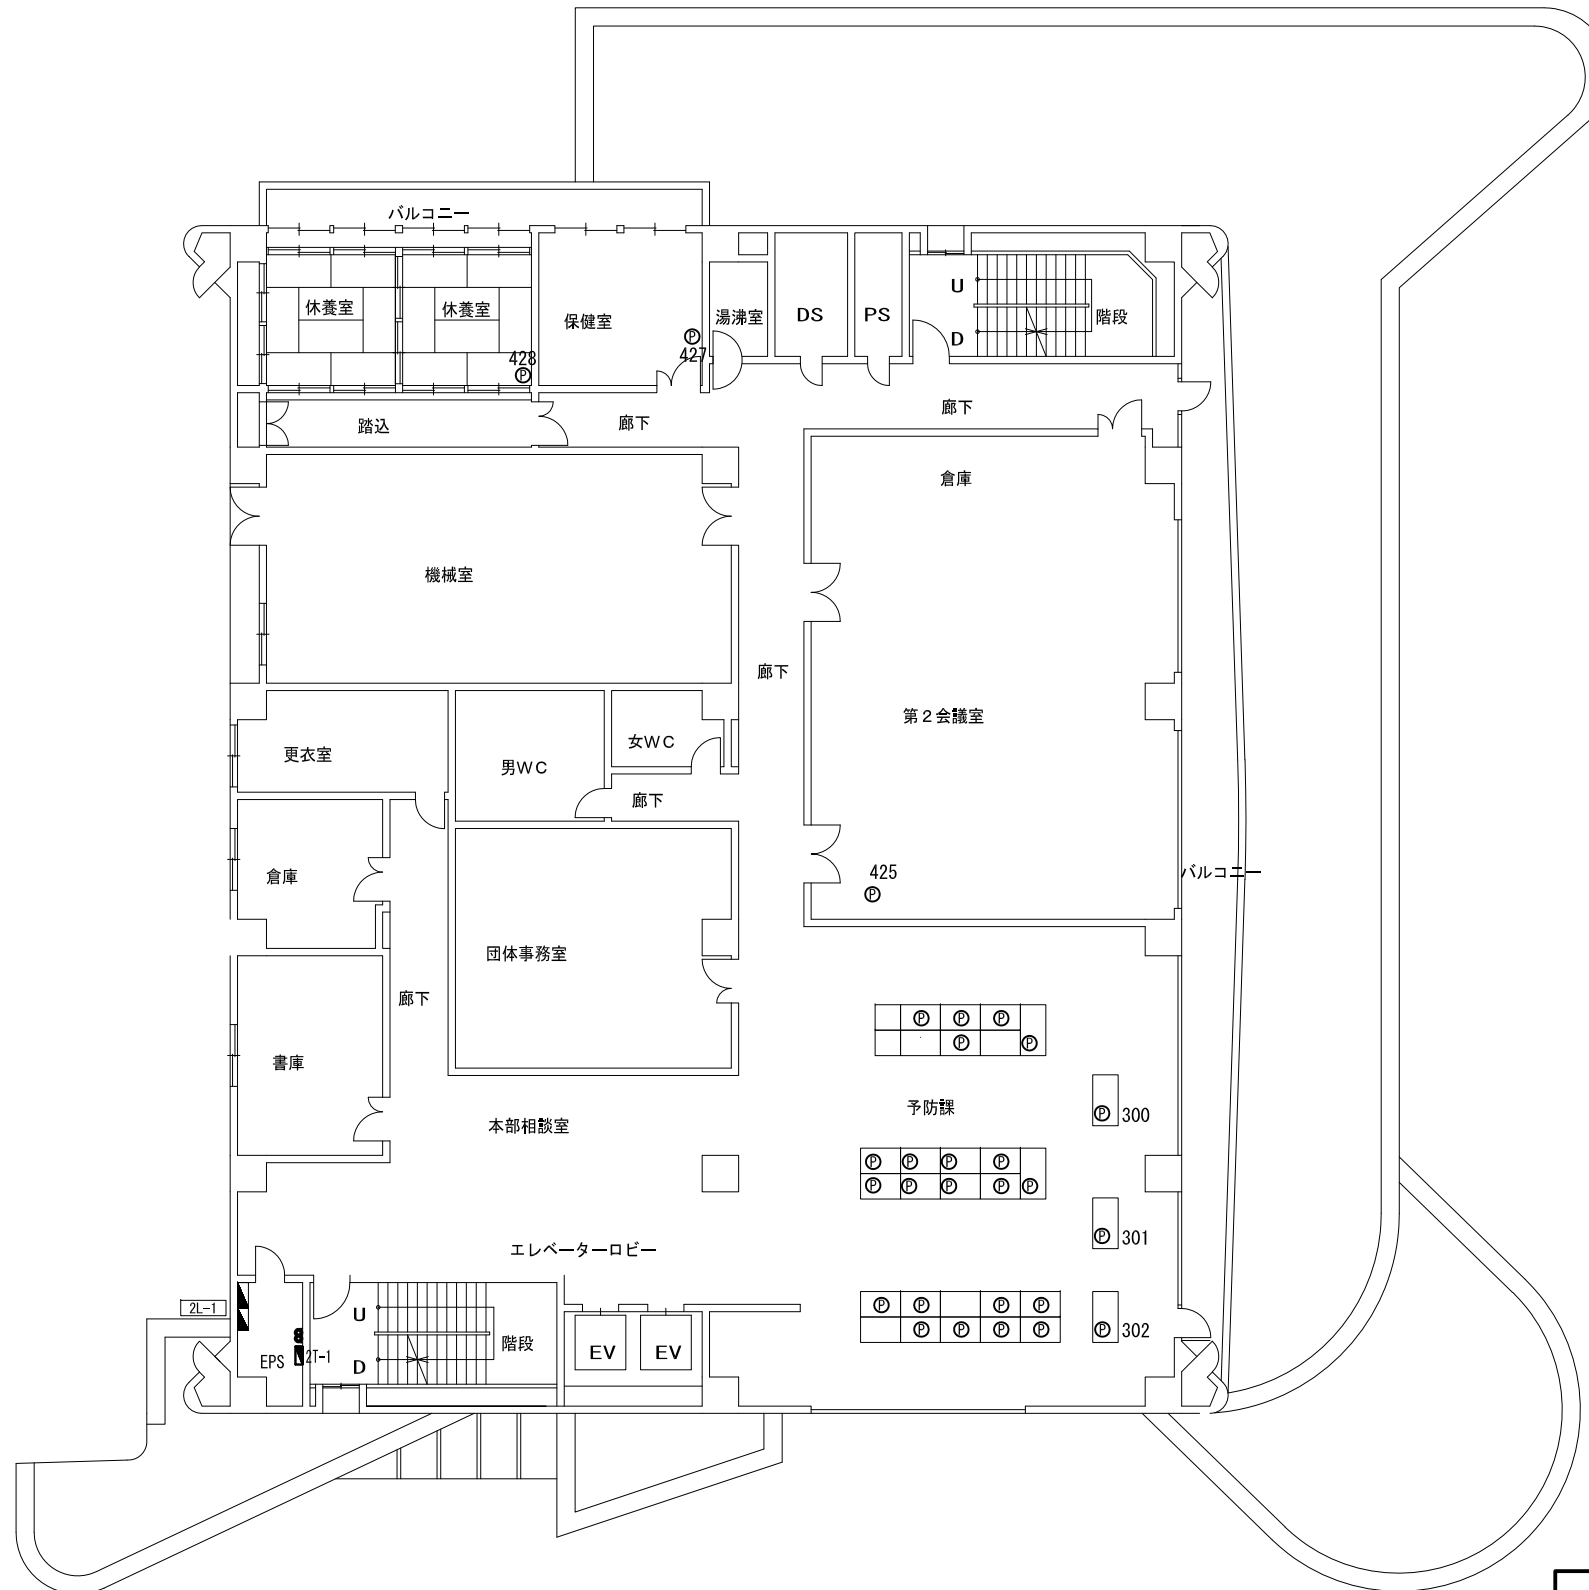 バルコニー
休養室
休養室
保健室
湯沸室
DS
PS
U
D
階段
428
Ⓟ
Ⓟ
427
踏込
廊下
廊下
倉庫
機械室
廊下
第２会議室
更衣室
男WC
女WC
廊下
倉庫
425
Ⓟ
バルコニー
団体事務室
廊下
書庫
Ⓟ Ⓟ Ⓟ
Ⓟ Ⓟ
予防課
Ⓟ 300
本部相談室
Ⓟ Ⓟ Ⓟ Ⓟ
Ⓟ Ⓟ Ⓟ Ⓟ Ⓟ
Ⓟ 301
エレベーターロビー
2L-1
U
D
階段
EPS
2T-1
EV
EV
Ⓟ Ⓟ Ⓟ Ⓟ
Ⓟ Ⓟ Ⓟ Ⓟ
Ⓟ 302